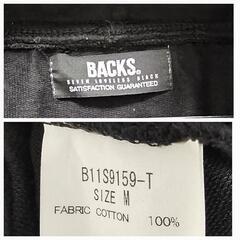 BACKS®
SEVEN LOVELESS BLACK
SATISFACTION GUARANTEED
B11S9159-T
SIZE M
FABRIC COTTON 100%